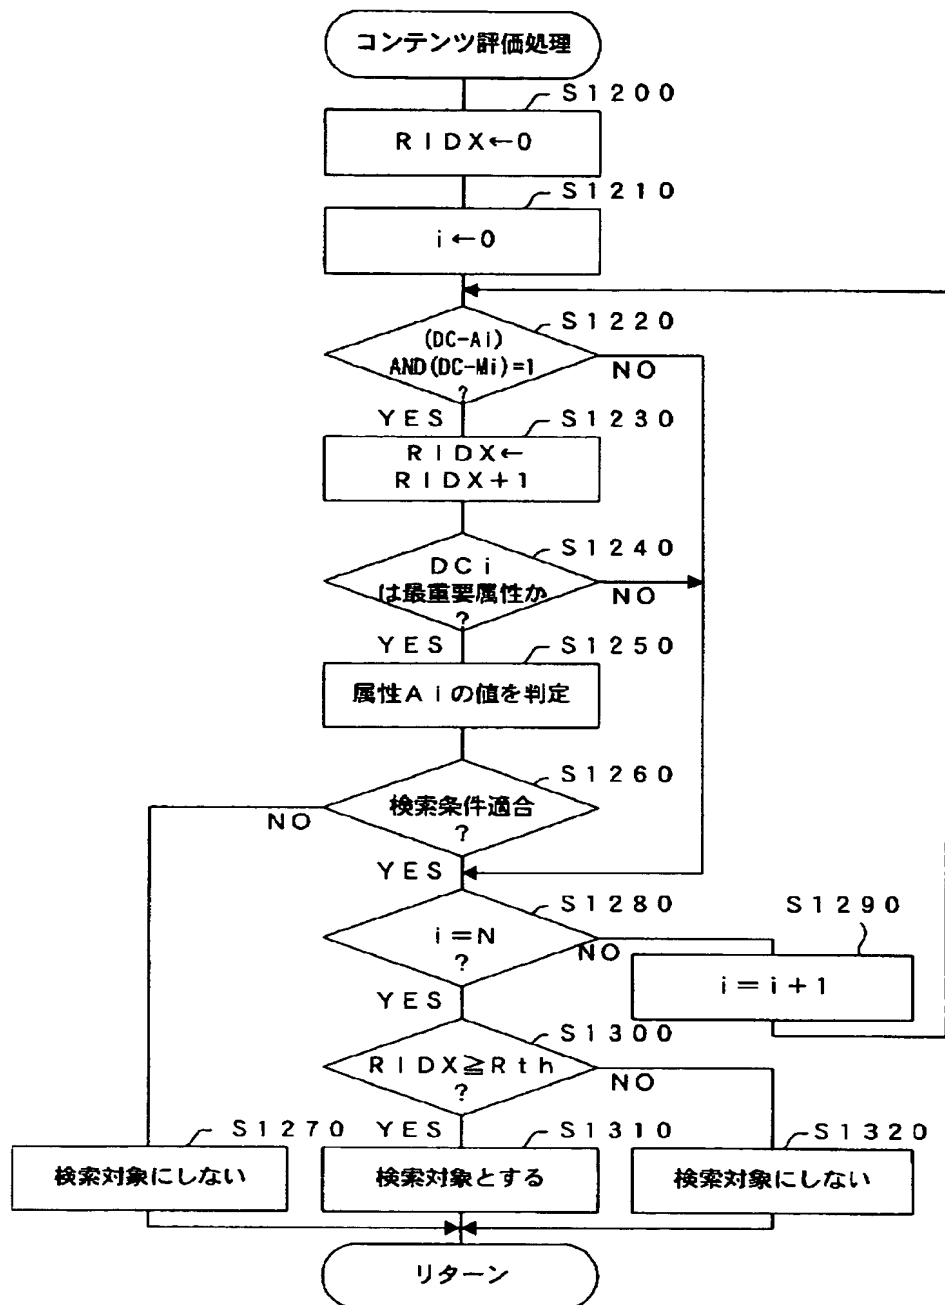 コンテンツ評価処理
S1200
RIDX←0
S1210
i←0
S1220
(DC-Ai)
AND(DC-Mi)=1
?
NO
YES
S1230
RIDX←
RIDX+1
S1240
DCi
は最重要属性か
?
NO
YES
S1250
属性Aiの値を判定
S1260
検索条件適合
?
NO
YES
S1280
i=N
?
NO
S1290
i=i+1
YES
S1300
RIDX≧Rth
?
NO
S1270
YES
S1310
S1320
検索対象にしない
検索対象とする
検索対象にしない
リターン